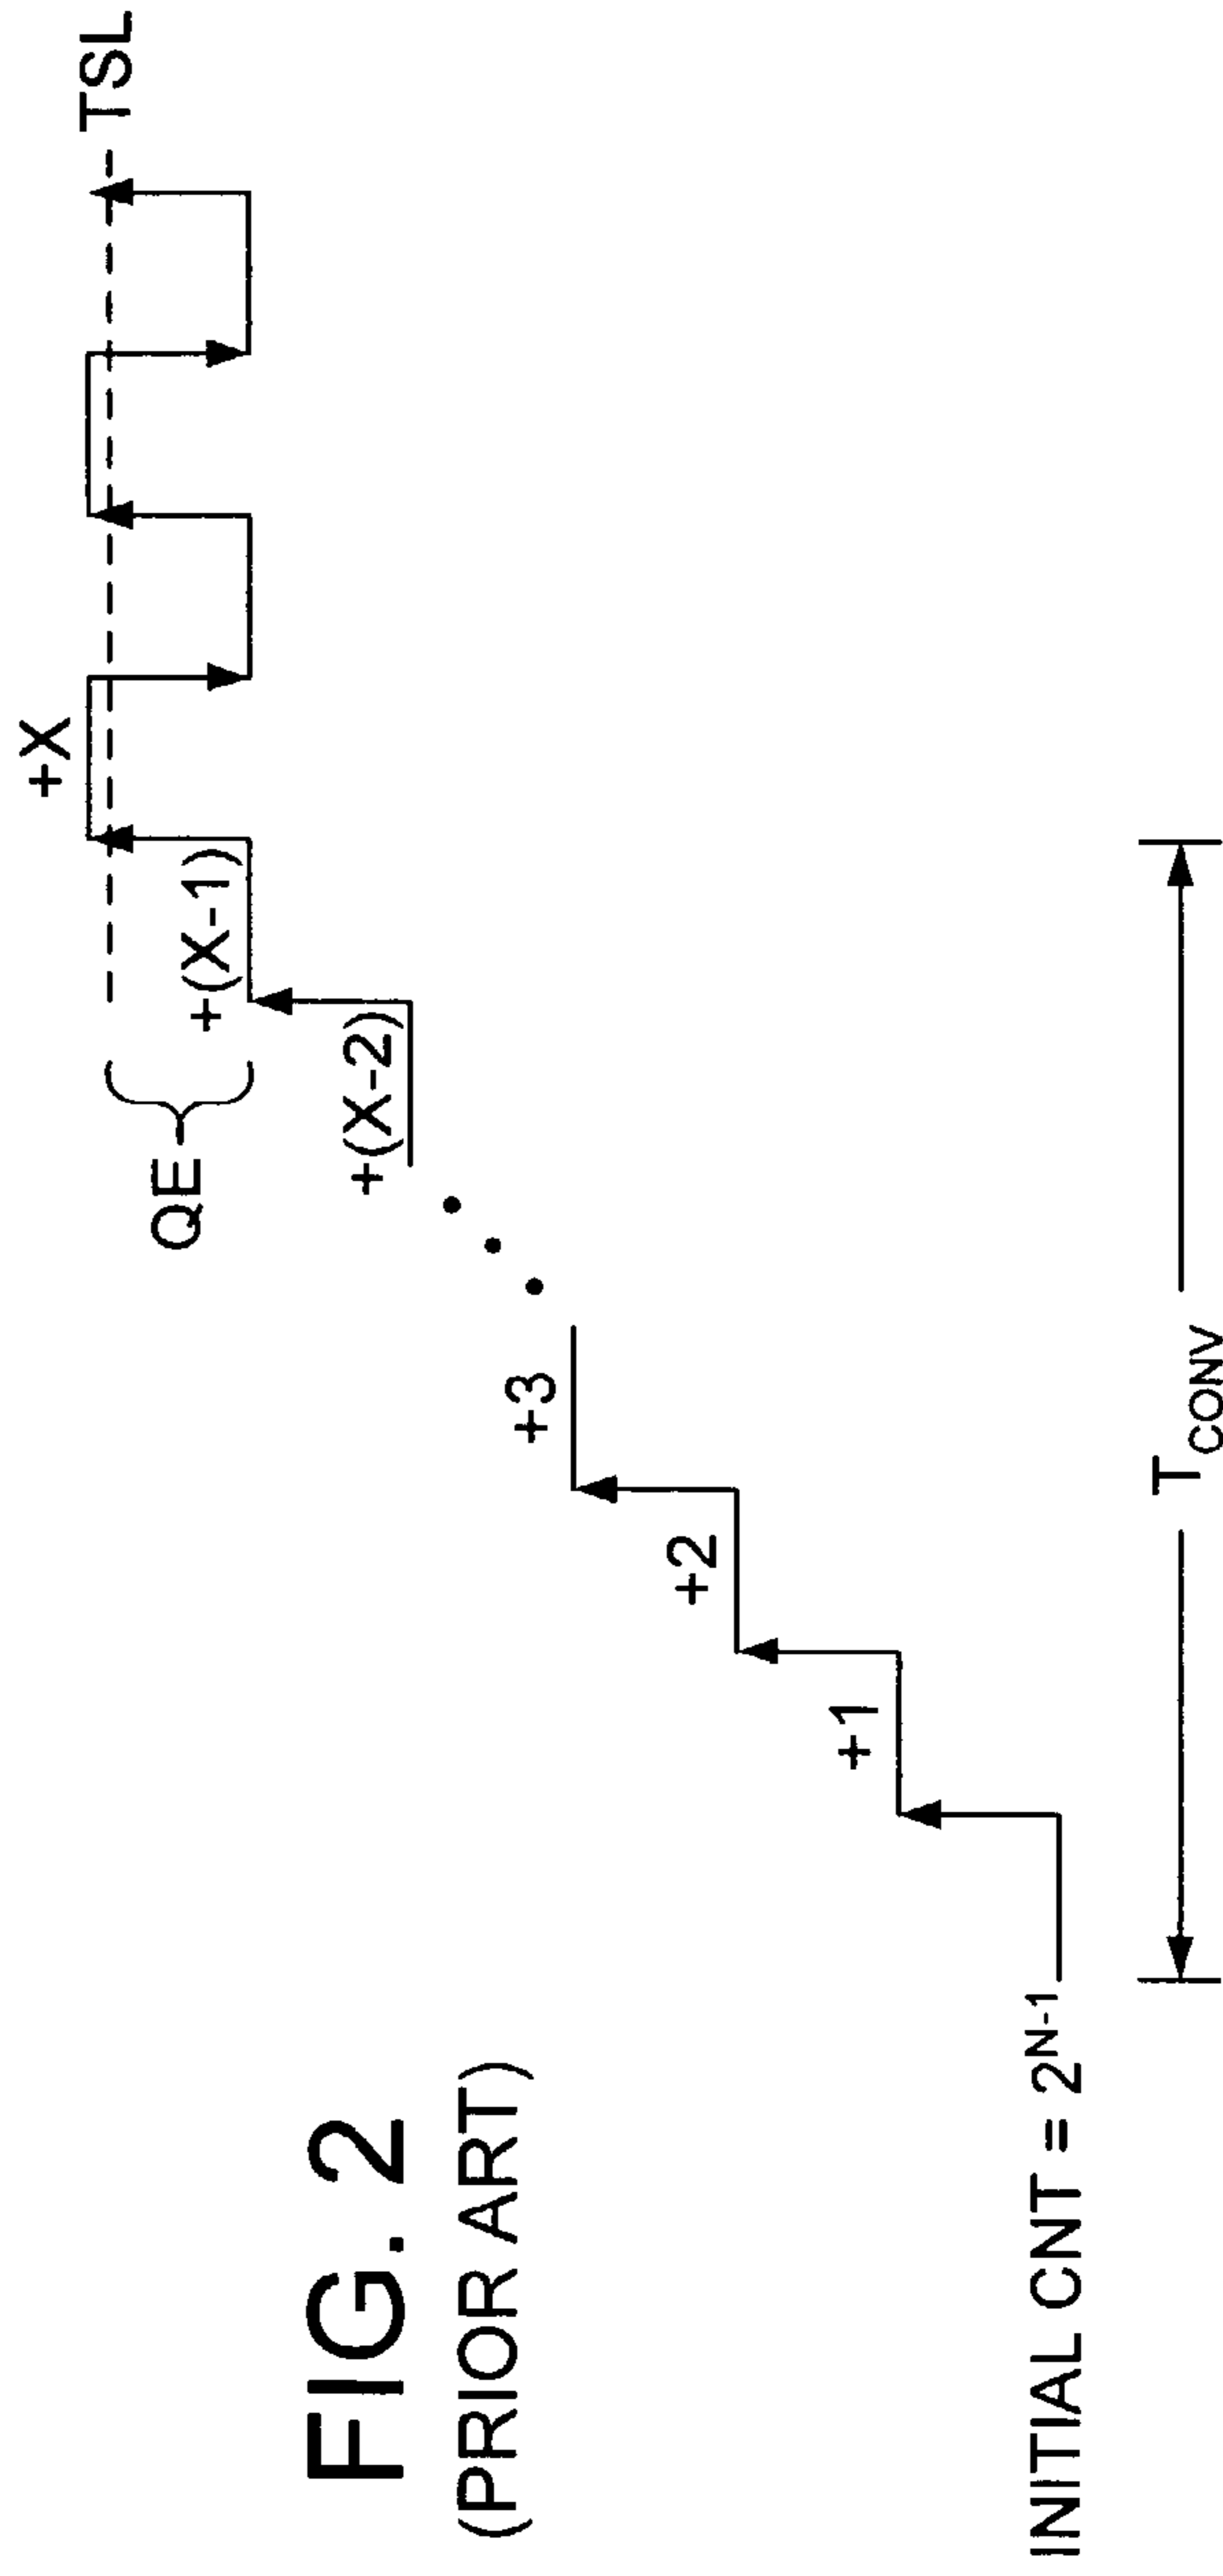 FIG. 2
(PRIOR ART)
INITIAL CNT = 2^N-1
+1
+2
+3
+(X-2)
+(X-1)
+X
QE
TSL
T_CONV